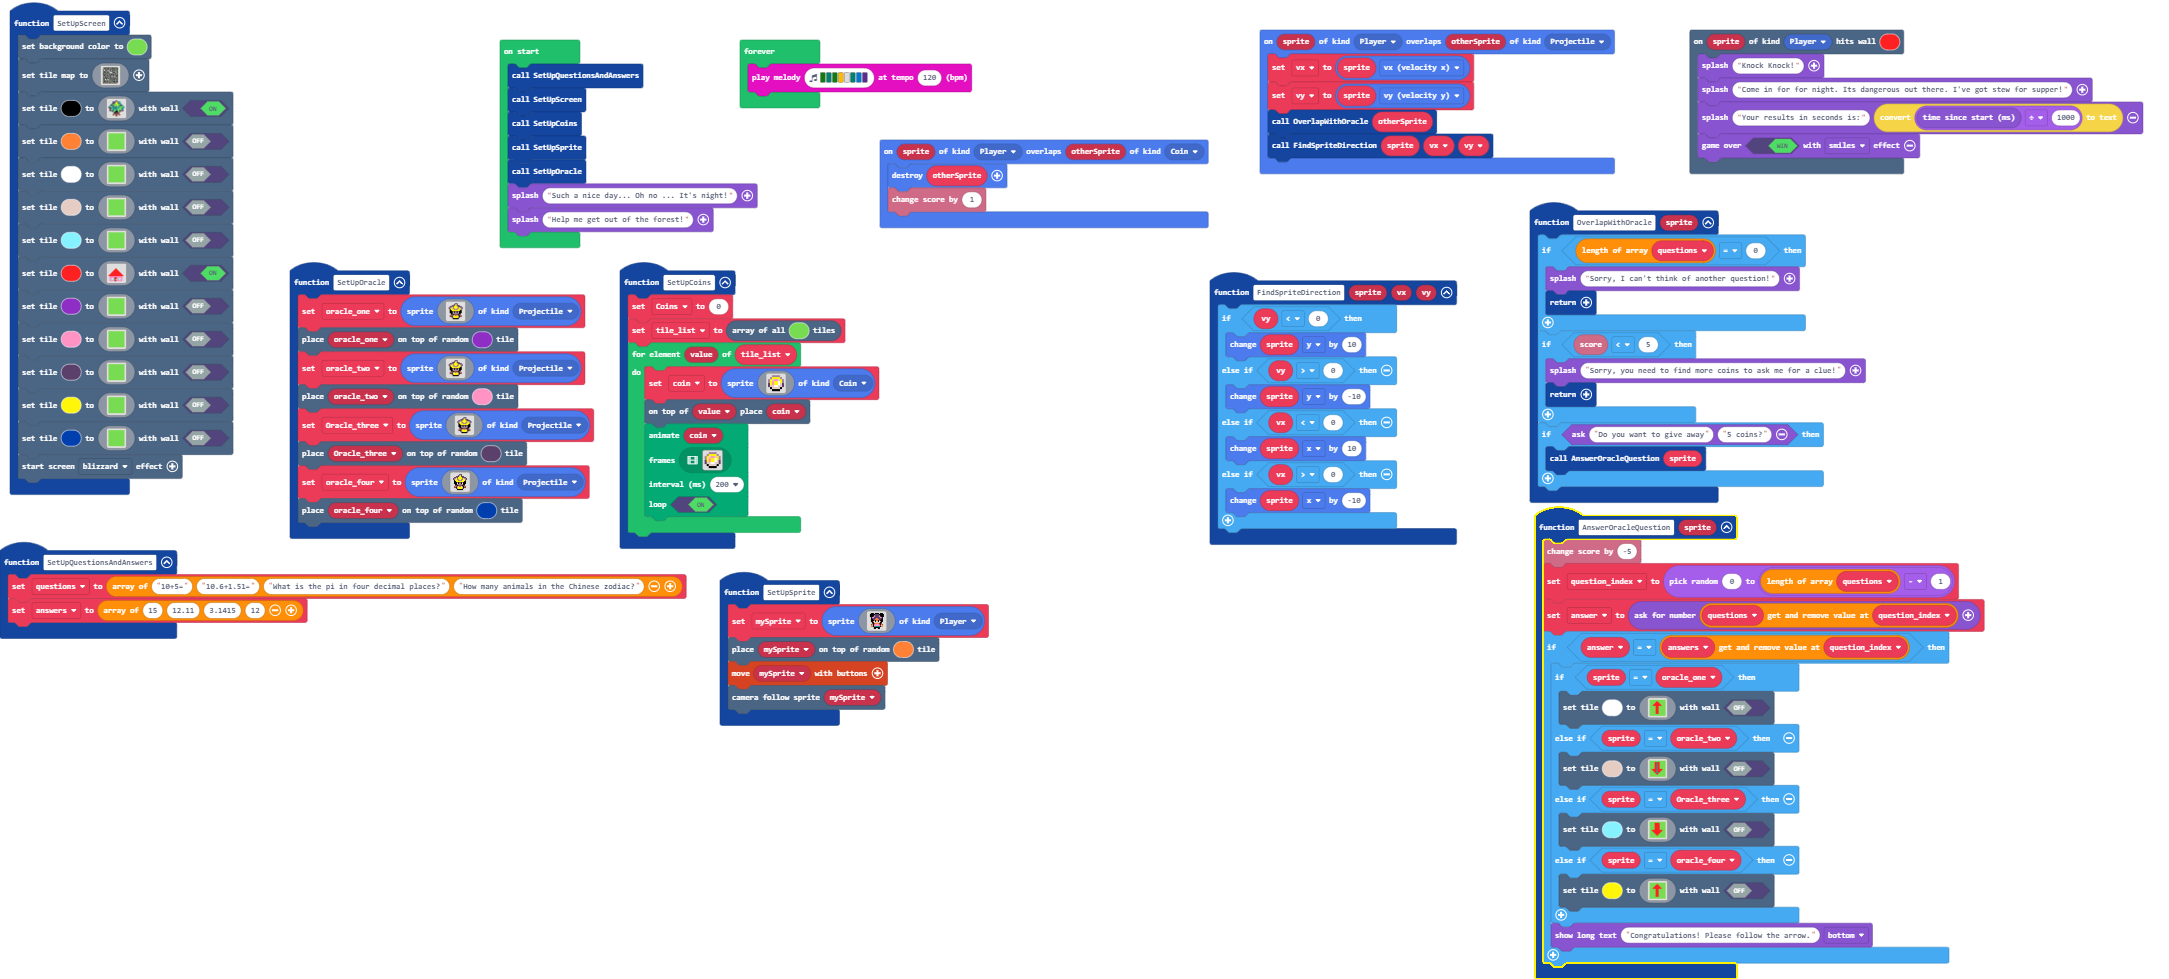 function SetUpScreen
set background color to
set tile map to
set tile to with wall ON
set tile to with wall OFF
set tile to with wall OFF
set tile to with wall OFF
set tile to with wall OFF
set tile to with wall ON
set tile to with wall OFF
set tile to with wall OFF
set tile to with wall OFF
set tile to with wall OFF
set tile to with wall OFF
start screen blizzard effect
on start
call SetUpQuestionsAndAnswers
call SetUpScreen
call SetUpCoins
call SetUpSprite
call SetUpOracle
splash "Such a nice day... Oh no ... It's night!"
splash "Help me get out of the forest!"
forever
play melody at tempo 120 (bpm)
on sprite of kind Player overlaps otherSprite of kind Coin
destroy otherSprite
change score by 1
on sprite of kind Player overlaps otherSprite of kind Projectile
set vx to sprite vx (velocity x)
set vy to sprite vy (velocity y)
call OverlapWithOracle otherSprite
call FindSpriteDirection sprite vx vy
on sprite of kind Player hits wall
splash "Knock Knock!"
splash "Come in for for night. Its dangerous out there. I've got stew for supper!"
splash "Your results in seconds is:" convert time since start (ms) ÷ 1000 to text
game over WIN with smiles effect
function SetUpOracle
set oracle_one to sprite of kind Projectile
place oracle_one on top of random tile
set oracle_two to sprite of kind Projectile
place oracle_two on top of random tile
set Oracle_three to sprite of kind Projectile
place Oracle_three on top of random tile
set oracle_four to sprite of kind Projectile
place oracle_four on top of random tile
function SetUpCoins
set Coins to 0
set tile_list to array of all tiles
for element value of tile_list
do
set coin to sprite of kind Coin
on top of value place coin
animate coin
frames
interval (ms) 200
loop ON
function FindSpriteDirection sprite vx vy
if vy < 0 then
change sprite y by 10
else if vy > 0 then
change sprite y by -10
else if vx < 0 then
change sprite x by 10
else if vx > 0 then
change sprite x by -10
function OverlapWithOracle sprite
if length of array questions = 0 then
splash "Sorry, I can't think of another question!"
return
if score < 5 then
splash "Sorry, you need to find more coins to ask me for a clue!"
return
if ask "Do you want to give away" "5 coins?" then
call AnswerOracleQuestion sprite
function SetUpQuestionsAndAnswers
set questions to array of "10+5=" "10.6+1.51=" "What is the pi in four decimal places?" "How many animals in the Chinese zodiac?"
set answers to array of 15 12.11 3.1415 12
function SetUpSprite
set mySprite to sprite of kind Player
place mySprite on top of random tile
move mySprite with buttons
camera follow sprite mySprite
function AnswerOracleQuestion sprite
change score by -5
set question_index to pick random 0 to length of array questions - 1
set answer to ask for number questions get and remove value at question_index
if answer = answers get and remove value at question_index then
if sprite = oracle_one then
set tile to with wall OFF
else if sprite = oracle_two then
set tile to with wall OFF
else if sprite = Oracle_three then
set tile to with wall OFF
else if sprite = oracle_four then
set tile to with wall OFF
show long text "Congratulations! Please follow the arrow." bottom